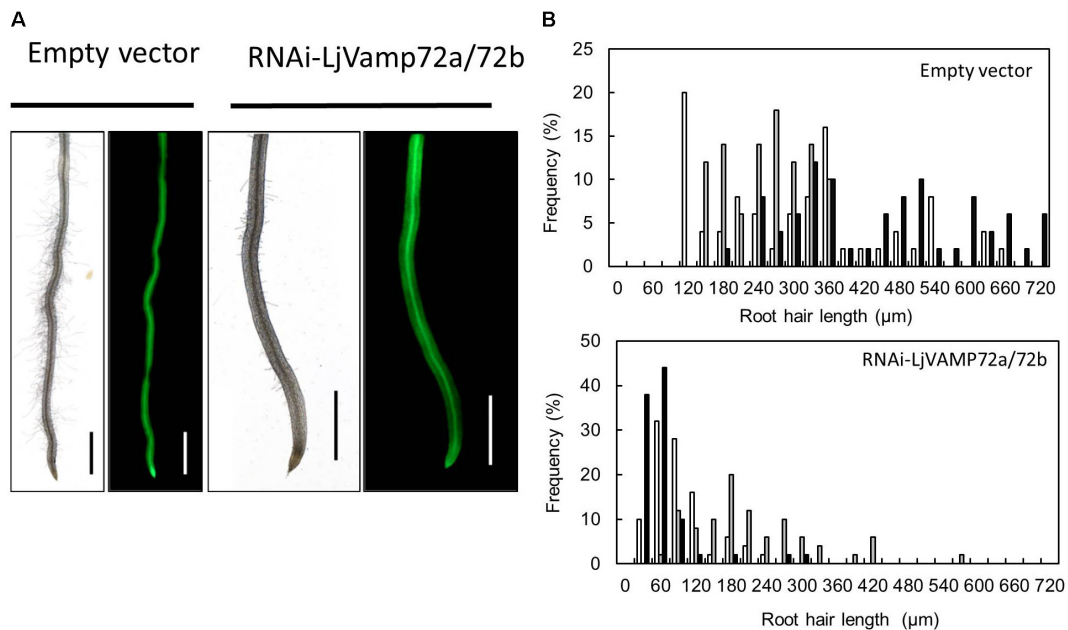 A
Empty vector
RNAi-LjVamp72a/72b
B
25
20
15
10
5
0
Frequency (%)
Empty vector
0 60 120 180 240 300 360 420 480 540 600 660 720
Root hair length (µm)
50
40
30
20
10
0
Frequency (%)
RNAi-LjVAMP72a/72b
0 60 120 180 240 300 360 420 480 540 600 660 720
Root hair length (µm)